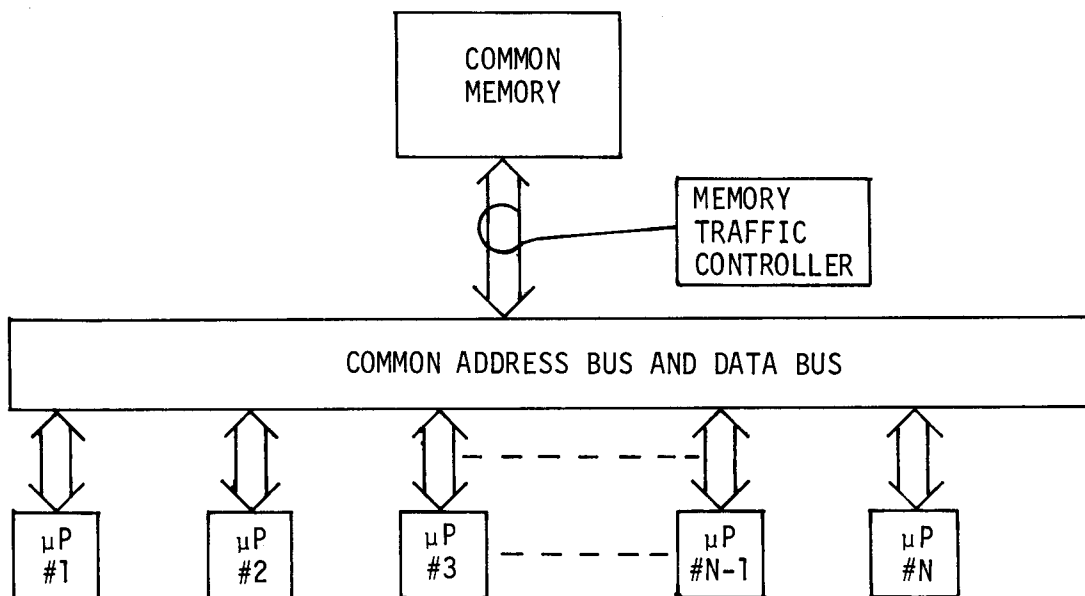 COMMON
MEMORY
MEMORY
TRAFFIC
CONTROLLER
COMMON ADDRESS BUS AND DATA BUS
μP
#1
μP
#2
μP
#3
μP
#N-1
μP
#N